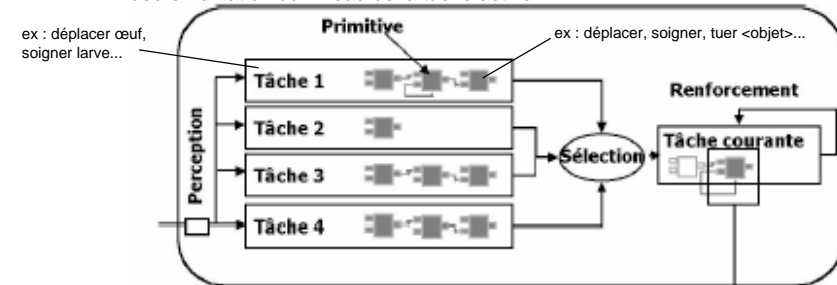 Primitive
ex : déplacer œuf,
soigner larve...
ex : déplacer, soigner, tuer <objet>...
Tâche 1
Renforcement
Tâche 2
Perception
Sélection
Tâche courante
Tâche 3
Tâche 4